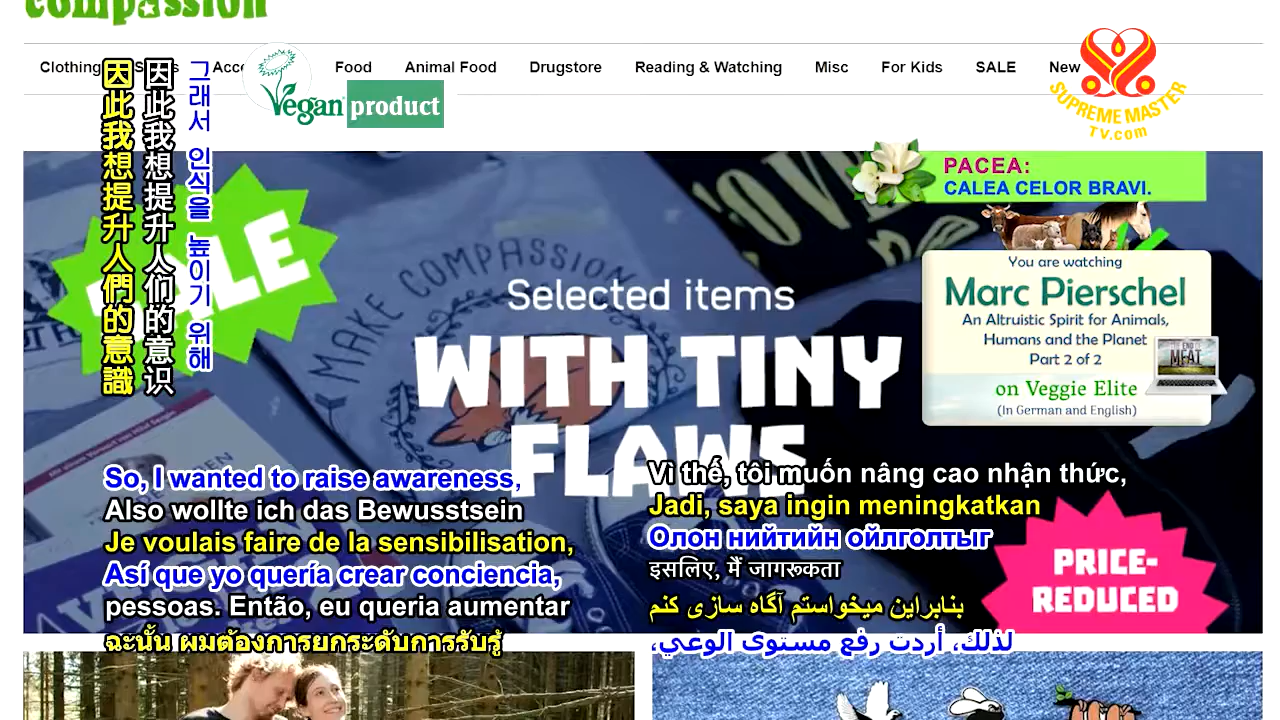 compassion
Clothing
Food
Animal Food
Drugstore
Reading & Watching
Misc
For Kids
SALE
New
Vegan product
SUPREME MASTER
TV.com
因此我想提升人們的意識
因此我想提升人们的意识
그래서 인식을 높이기 위해
SALE
MAKE COMPASSION
PACEA:
CALEA CELOR BRAVI.
You are watching
Marc Pierschel
An Altruistic Spirit for Animals,
Humans and the Planet
Part 2 of 2
on Veggie Elite
(In German and English)
THE END OF
MEAT
Selected items
WITH TINY
FLAWS
So, I wanted to raise awareness,
Also wollte ich das Bewusstsein
Je voulais faire de la sensibilisation,
Así que yo quería crear conciencia,
pessoas. Então, eu queria aumentar
ฉะนั้น ผมต้องการยกระดับการรับรู้
Vì thế, tôi muốn nâng cao nhận thức,
Jadi, saya ingin meningkatkan
Олон нийтийн ойлголтыг
इसलिए, मैं जागरूकता
بنابراین میخواستم آگاه سازی کنم
لذلك، أردت رفع مستوى الوعي،
PRICE-
REDUCED